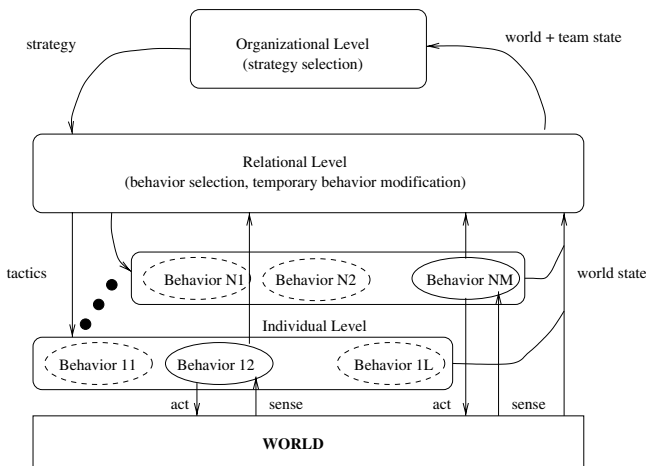 strategy
Organizational Level
(strategy selection)
world + team state
Relational Level
(behavior selection, temporary behavior modification)
tactics
Behavior N1
Behavior N2
Behavior NM
world state
Individual Level
Behavior 11
Behavior 12
Behavior 1L
act
sense
act
sense
WORLD